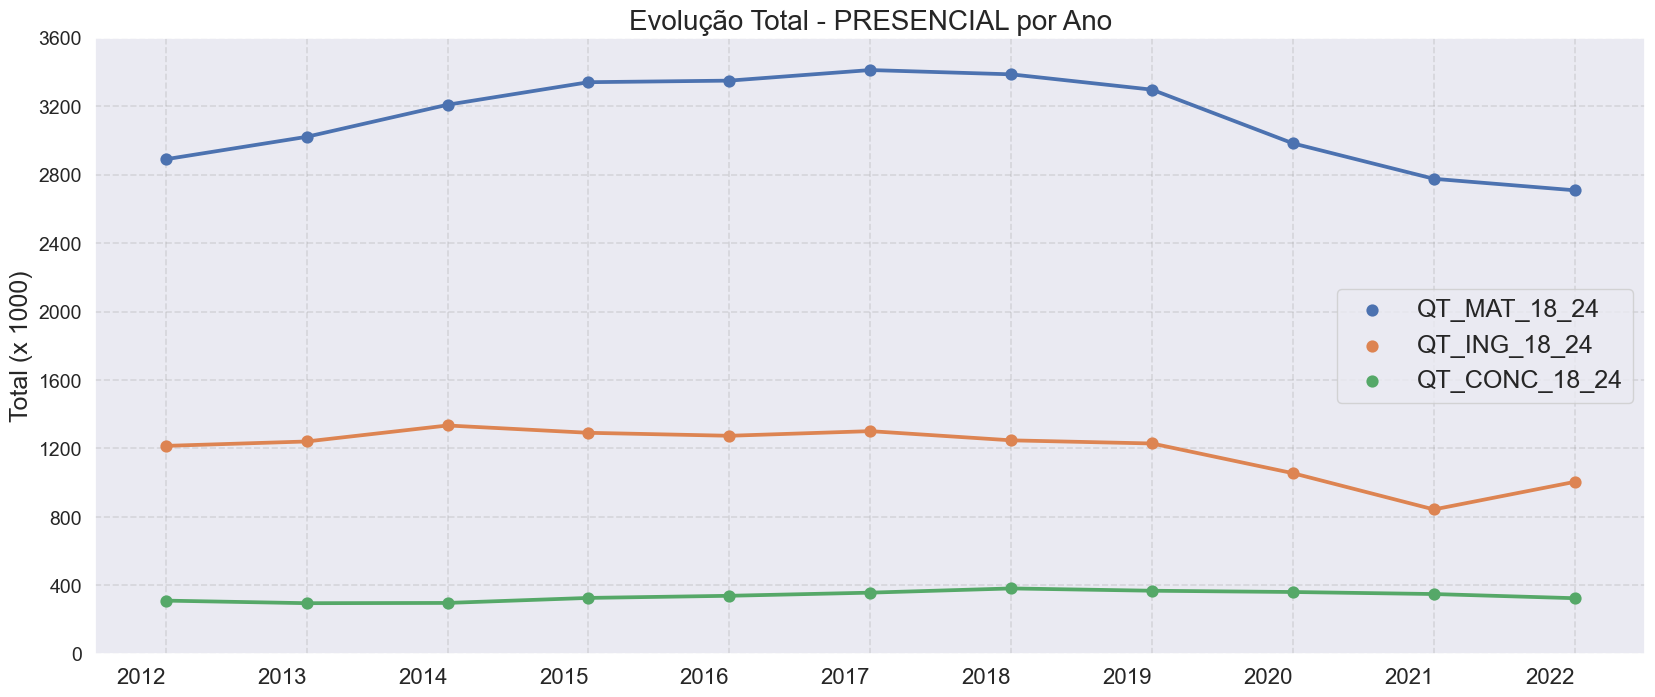 Evolução Total - PRESENCIAL por Ano
Total (x 1000)
3600
3200
2800
2400
2000
1600
1200
800
400
0
QT_MAT_18_24
QT_ING_18_24
QT_CONC_18_24
2012 2013 2014 2015 2016 2017 2018 2019 2020 2021 2022